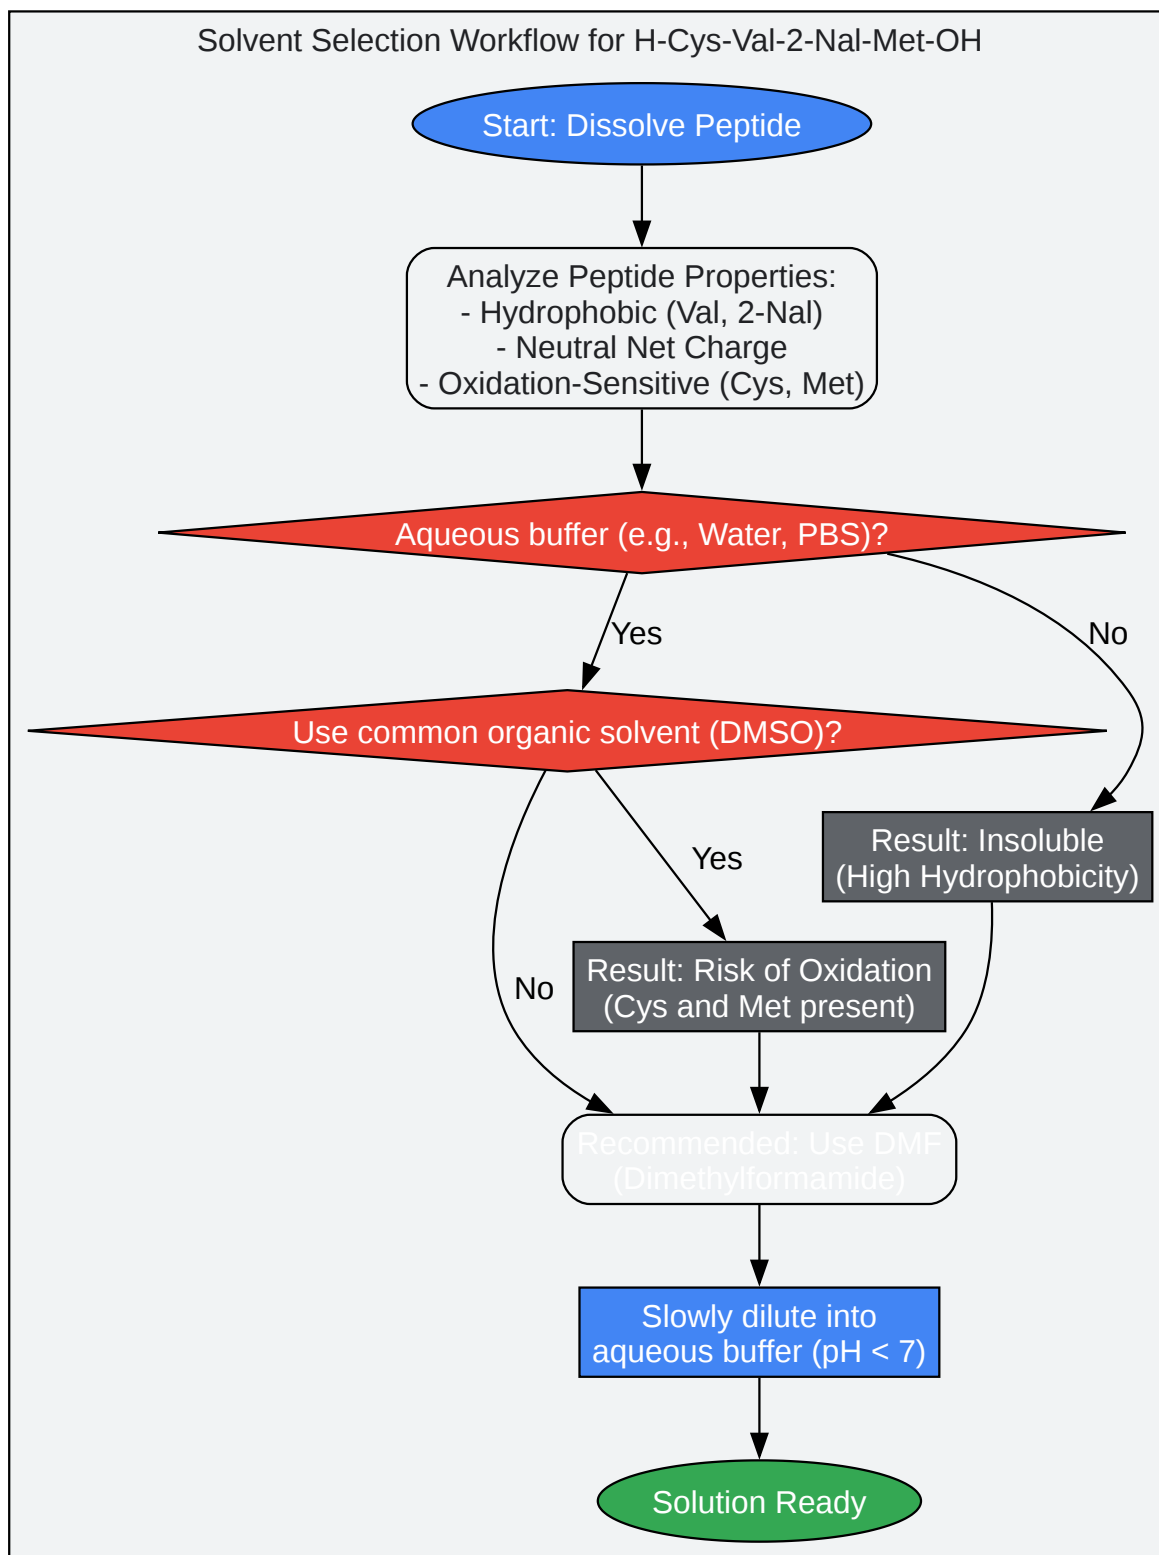 Solvent Selection Workflow for H-Cys-Val-2-Nal-Met-OH
Start: Dissolve Peptide
Analyze Peptide Properties:
- Hydrophobic (Val, 2-Nal)
- Neutral Net Charge
- Oxidation-Sensitive (Cys, Met)
Aqueous buffer (e.g., Water, PBS)?
Yes
No
Use common organic solvent (DMSO)?
Result: Insoluble
(High Hydrophobicity)
Yes
No
Result: Risk of Oxidation
(Cys and Met present)
Recommended: Use DMF
(Dimethylformamide)
Slowly dilute into
aqueous buffer (pH < 7)
Solution Ready